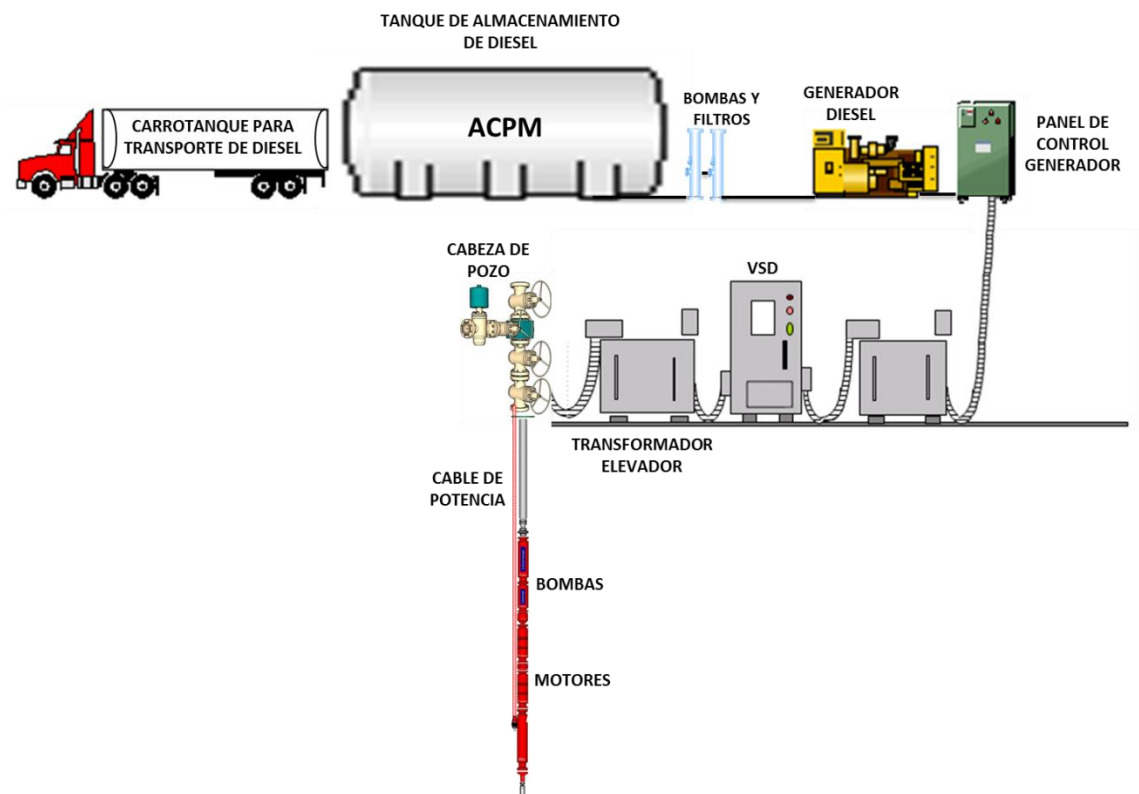 TANQUE DE ALMACENAMIENTO
DE DIESEL
CARROTANQUE PARA
TRANSPORTE DE DIESEL
ACPM
BOMBAS Y
FILTROS
GENERADOR
DIESEL
PANEL DE
CONTROL
GENERADOR
CABEZA DE
POZO
VSD
TRANSFORMADOR
ELEVADOR
CABLE DE
POTENCIA
BOMBAS
MOTORES